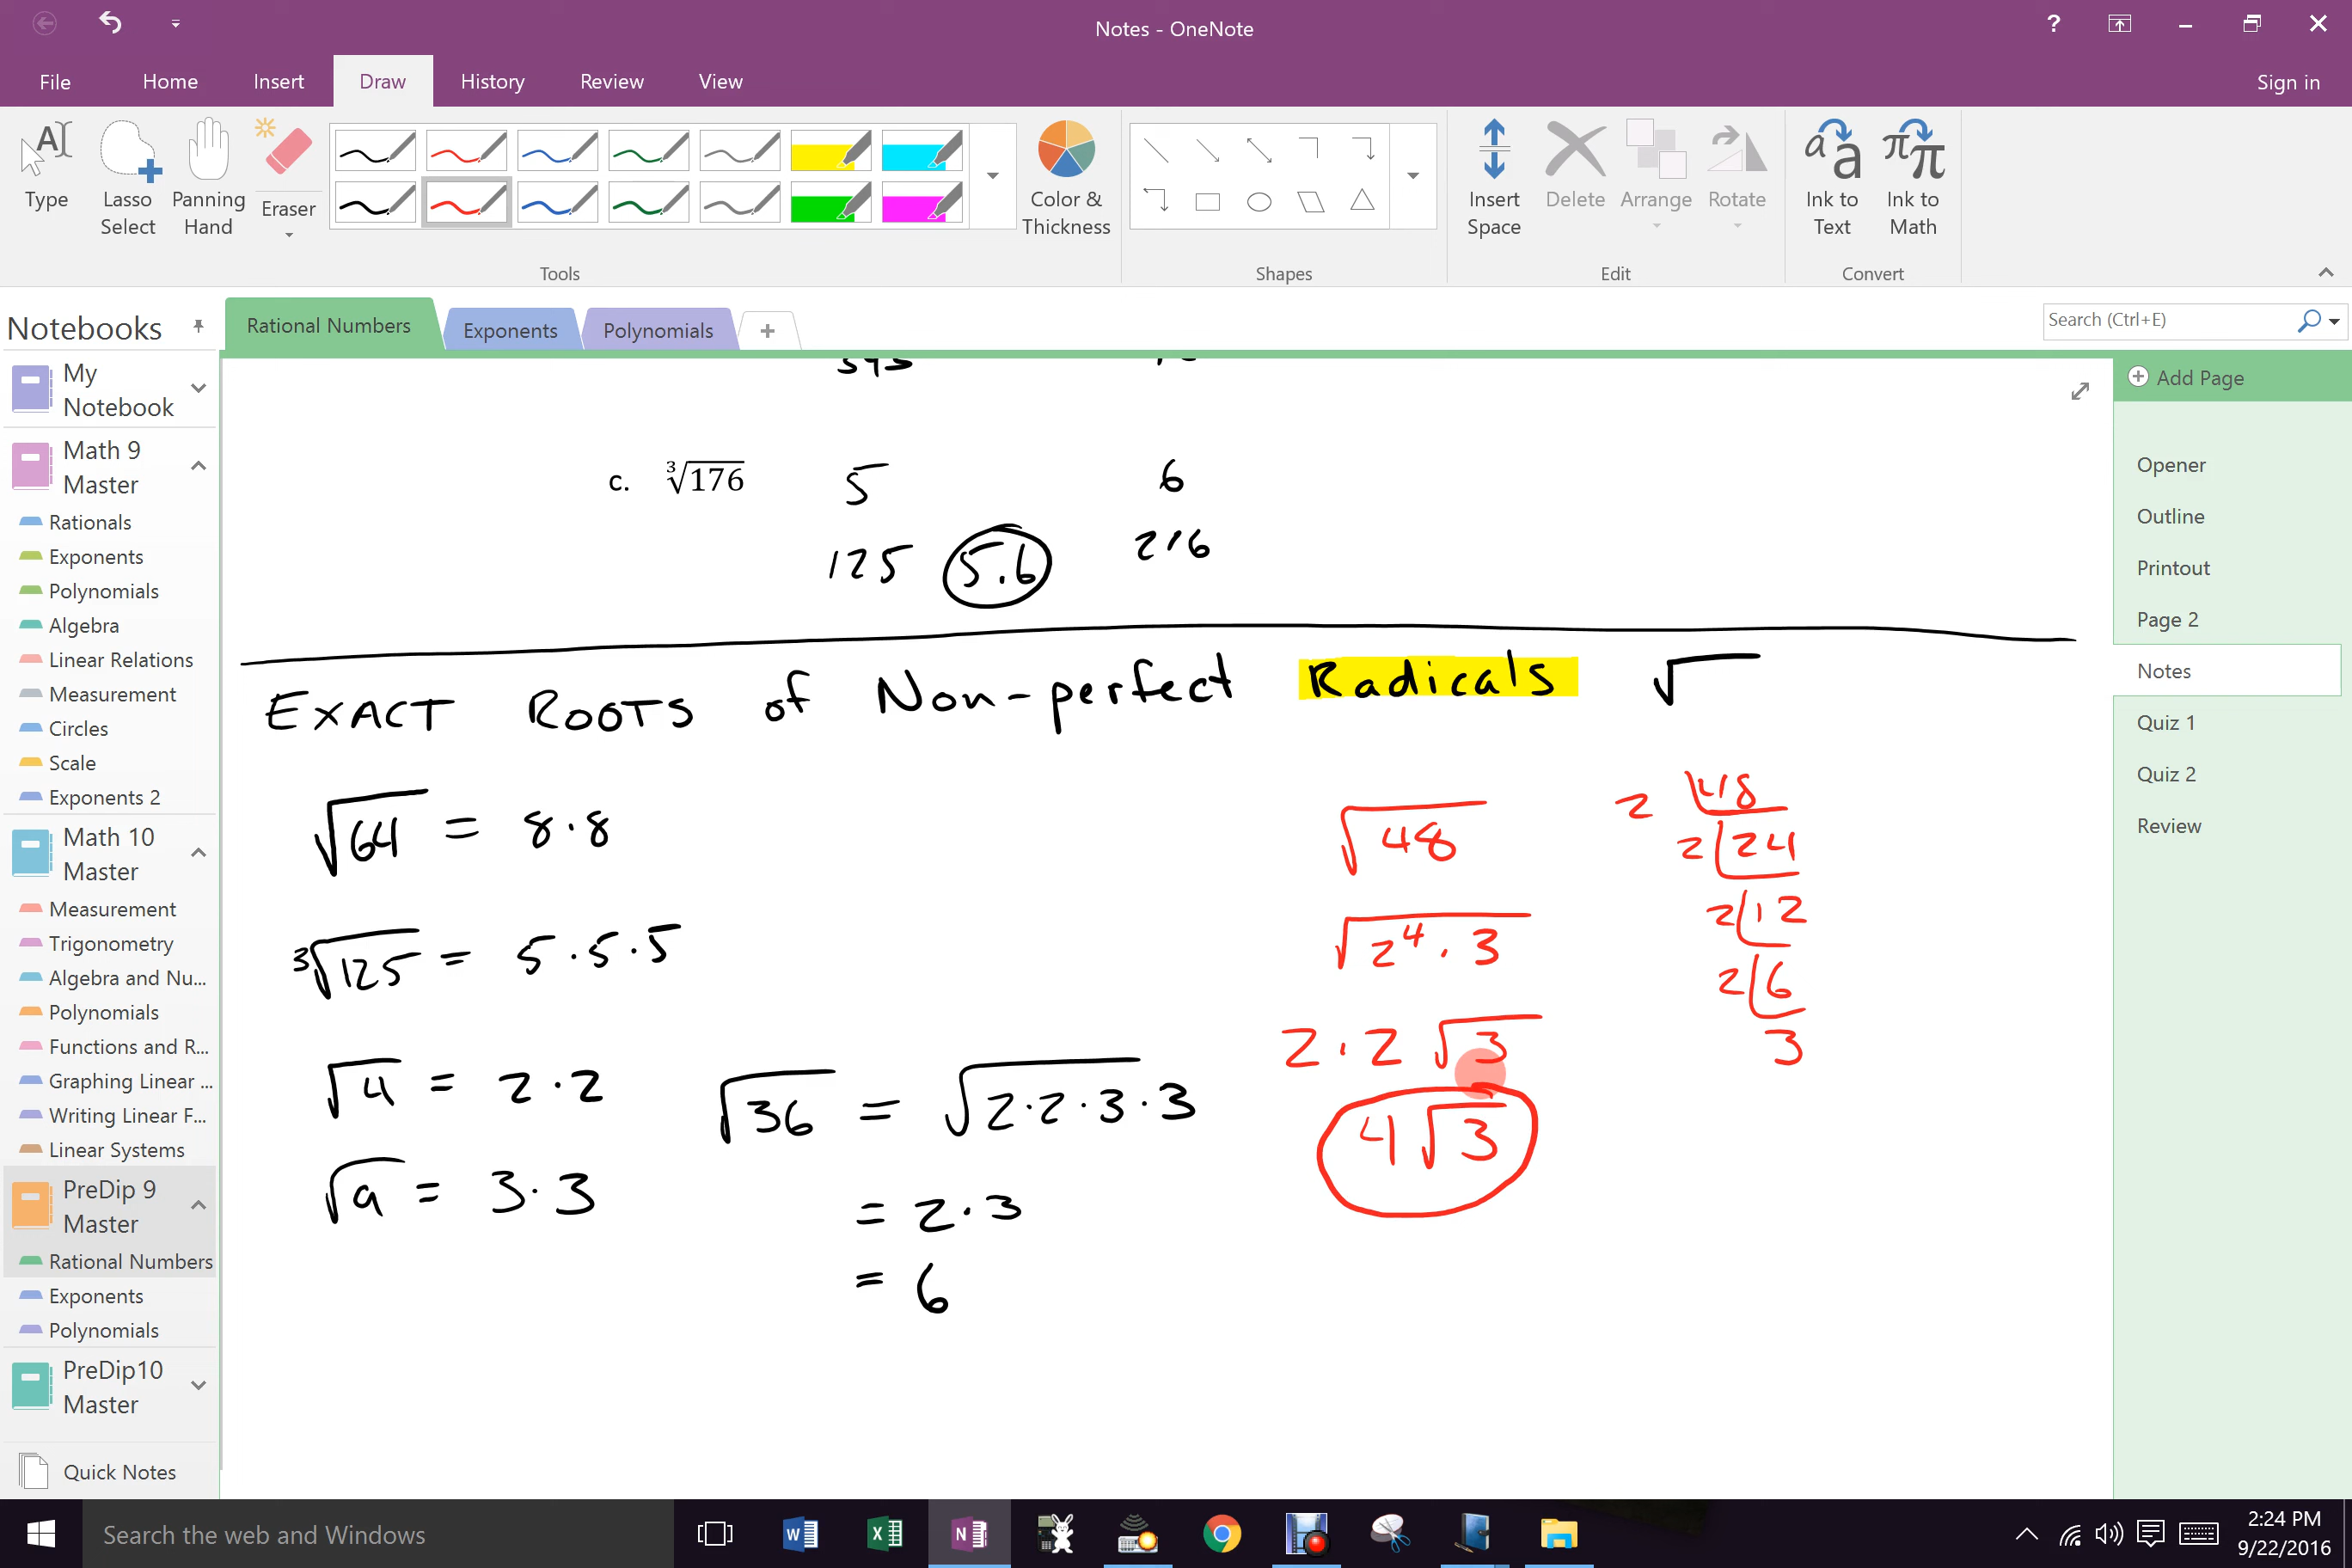 Notes - OneNote
?
File Home Insert Draw History Review View
Sign in
Type
Lasso Select
Panning Hand
Eraser
Color & Thickness
Insert Space
Delete
Arrange
Rotate
Ink to Text
Ink to Math
Tools
Shapes
Edit
Convert
Notebooks
Rational Numbers
Exponents
Polynomials
+
Search (Ctrl+E)
My Notebook
Math 9 Master
Rationals
Exponents
Polynomials
Algebra
Linear Relations
Measurement
Circles
Scale
Exponents 2
Math 10 Master
Measurement
Trigonometry
Algebra and Nu...
Polynomials
Functions and R...
Graphing Linear ...
Writing Linear F...
Linear Systems
PreDip 9 Master
Rational Numbers
Exponents
Polynomials
PreDip10 Master
Quick Notes
c. ∛176 5 6
125 5.6 216
EXACT ROOTS of Non-perfect Radicals √
√64 = 8·8
∛125 = 5·5·5
√4 = 2·2
√9 = 3·3
√36 = √2·2·3·3
= 2·3
= 6
√48
√2⁴·3
2·2√3
4√3
2 48
2 24
2 12
2 6
3
Add Page
Opener
Outline
Printout
Page 2
Notes
Quiz 1
Quiz 2
Review
Search the web and Windows
2:24 PM
9/22/2016